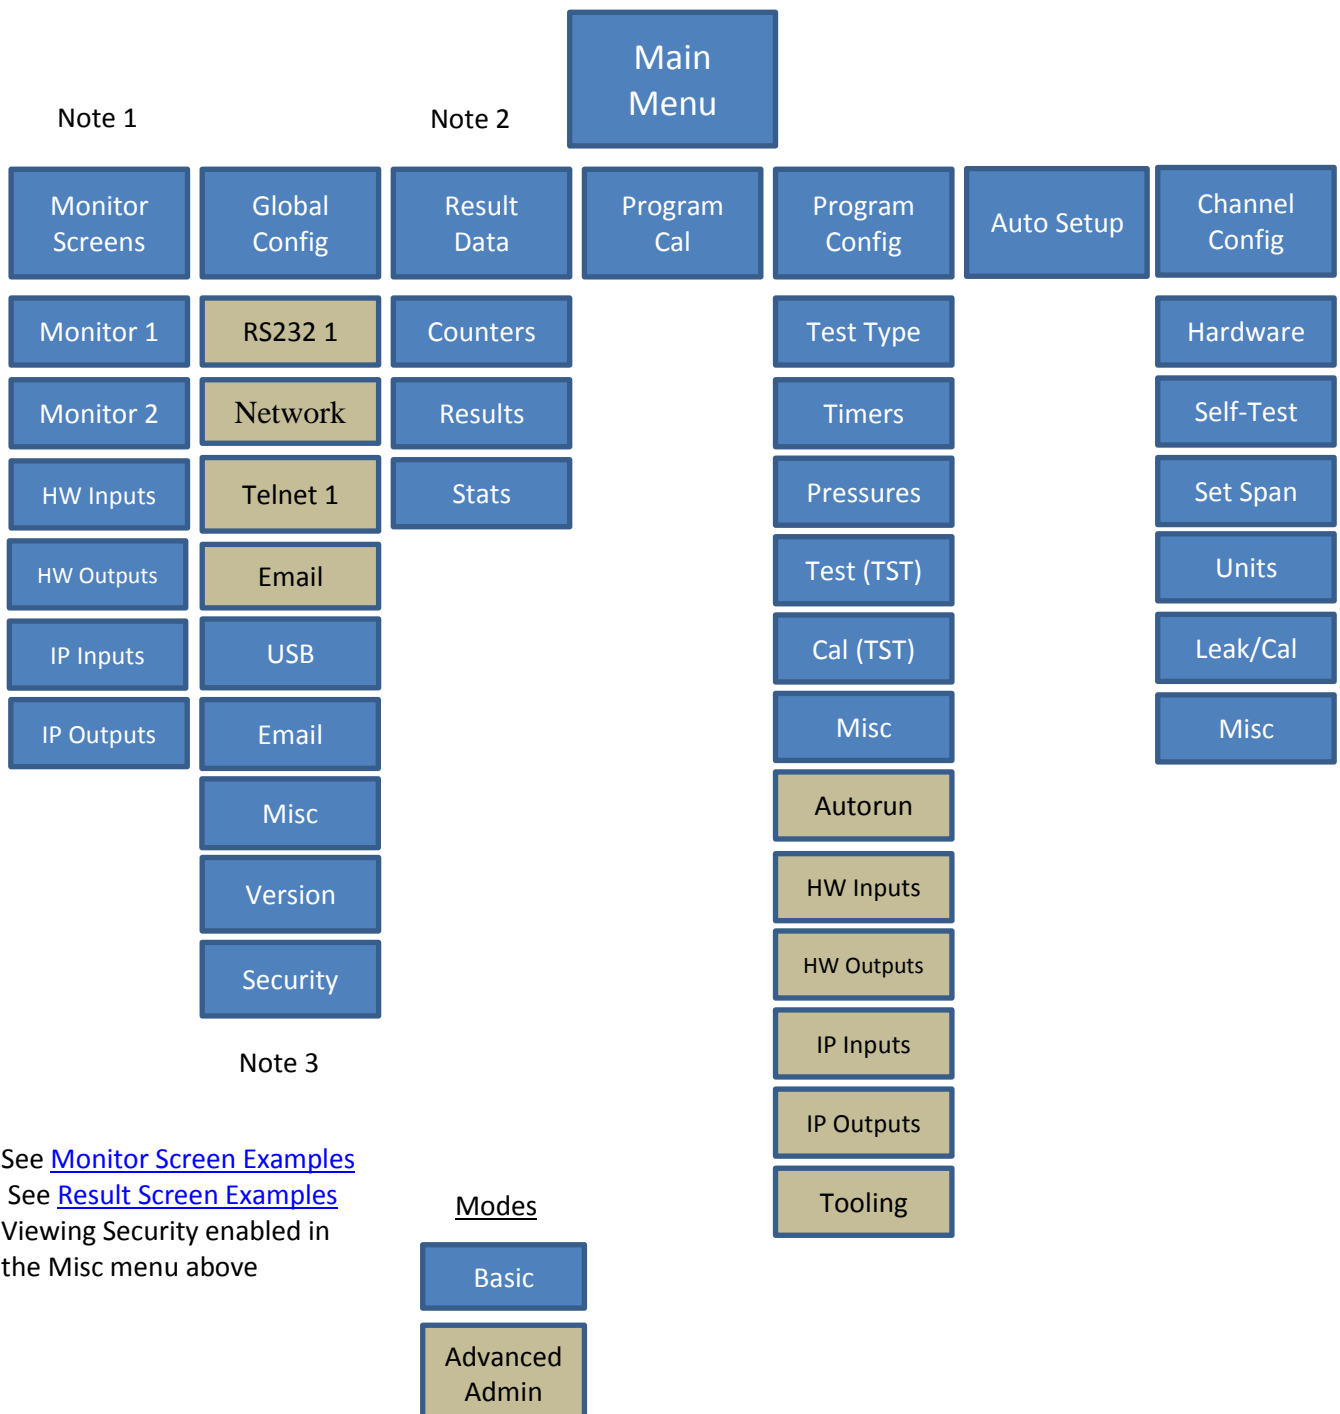 Main
Menu
Note 1
Note 2
Monitor
Screens
Global
Config
Result
Data
Program
Cal
Program
Config
Auto Setup
Channel
Config
Monitor 1
Monitor 2
HW Inputs
HW Outputs
IP Inputs
IP Outputs
RS232 1
Network
Telnet 1
Email
USB
Email
Misc
Version
Security
Note 3
Counters
Results
Stats
Test Type
Timers
Pressures
Test (TST)
Cal (TST)
Misc
Autorun
HW Inputs
HW Outputs
IP Inputs
IP Outputs
Tooling
Hardware
Self-Test
Set Span
Units
Leak/Cal
Misc
See Monitor Screen Examples
See Result Screen Examples
Viewing Security enabled in
the Misc menu above
Modes
Basic
Advanced
Admin